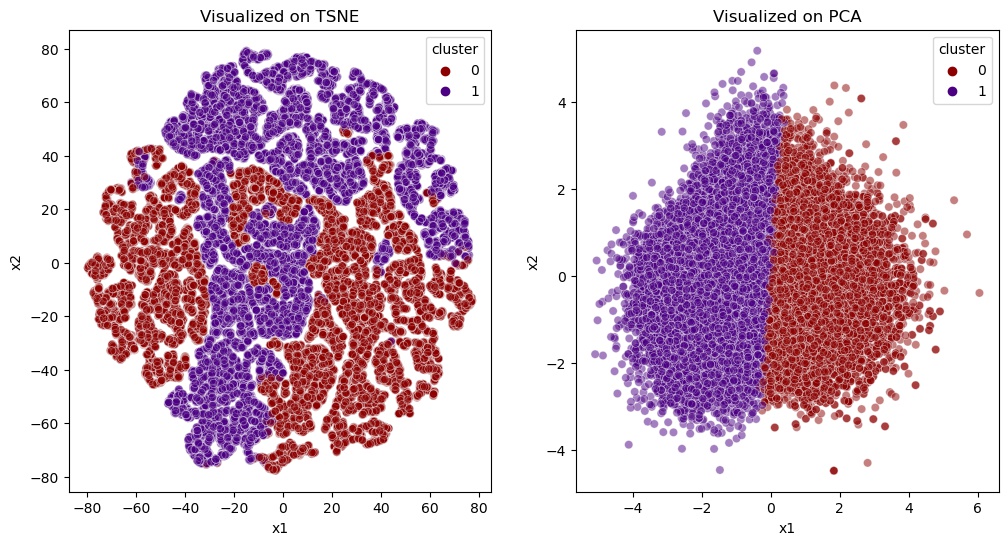 Visualized on TSNE
cluster
0
1
80
60
40
20
0
−20
−40
−60
−80
x2
−80 −60 −40 −20 0 20 40 60 80
x1
Visualized on PCA
cluster
0
1
4
2
0
−2
−4
x2
−4 −2 0 2 4 6
x1